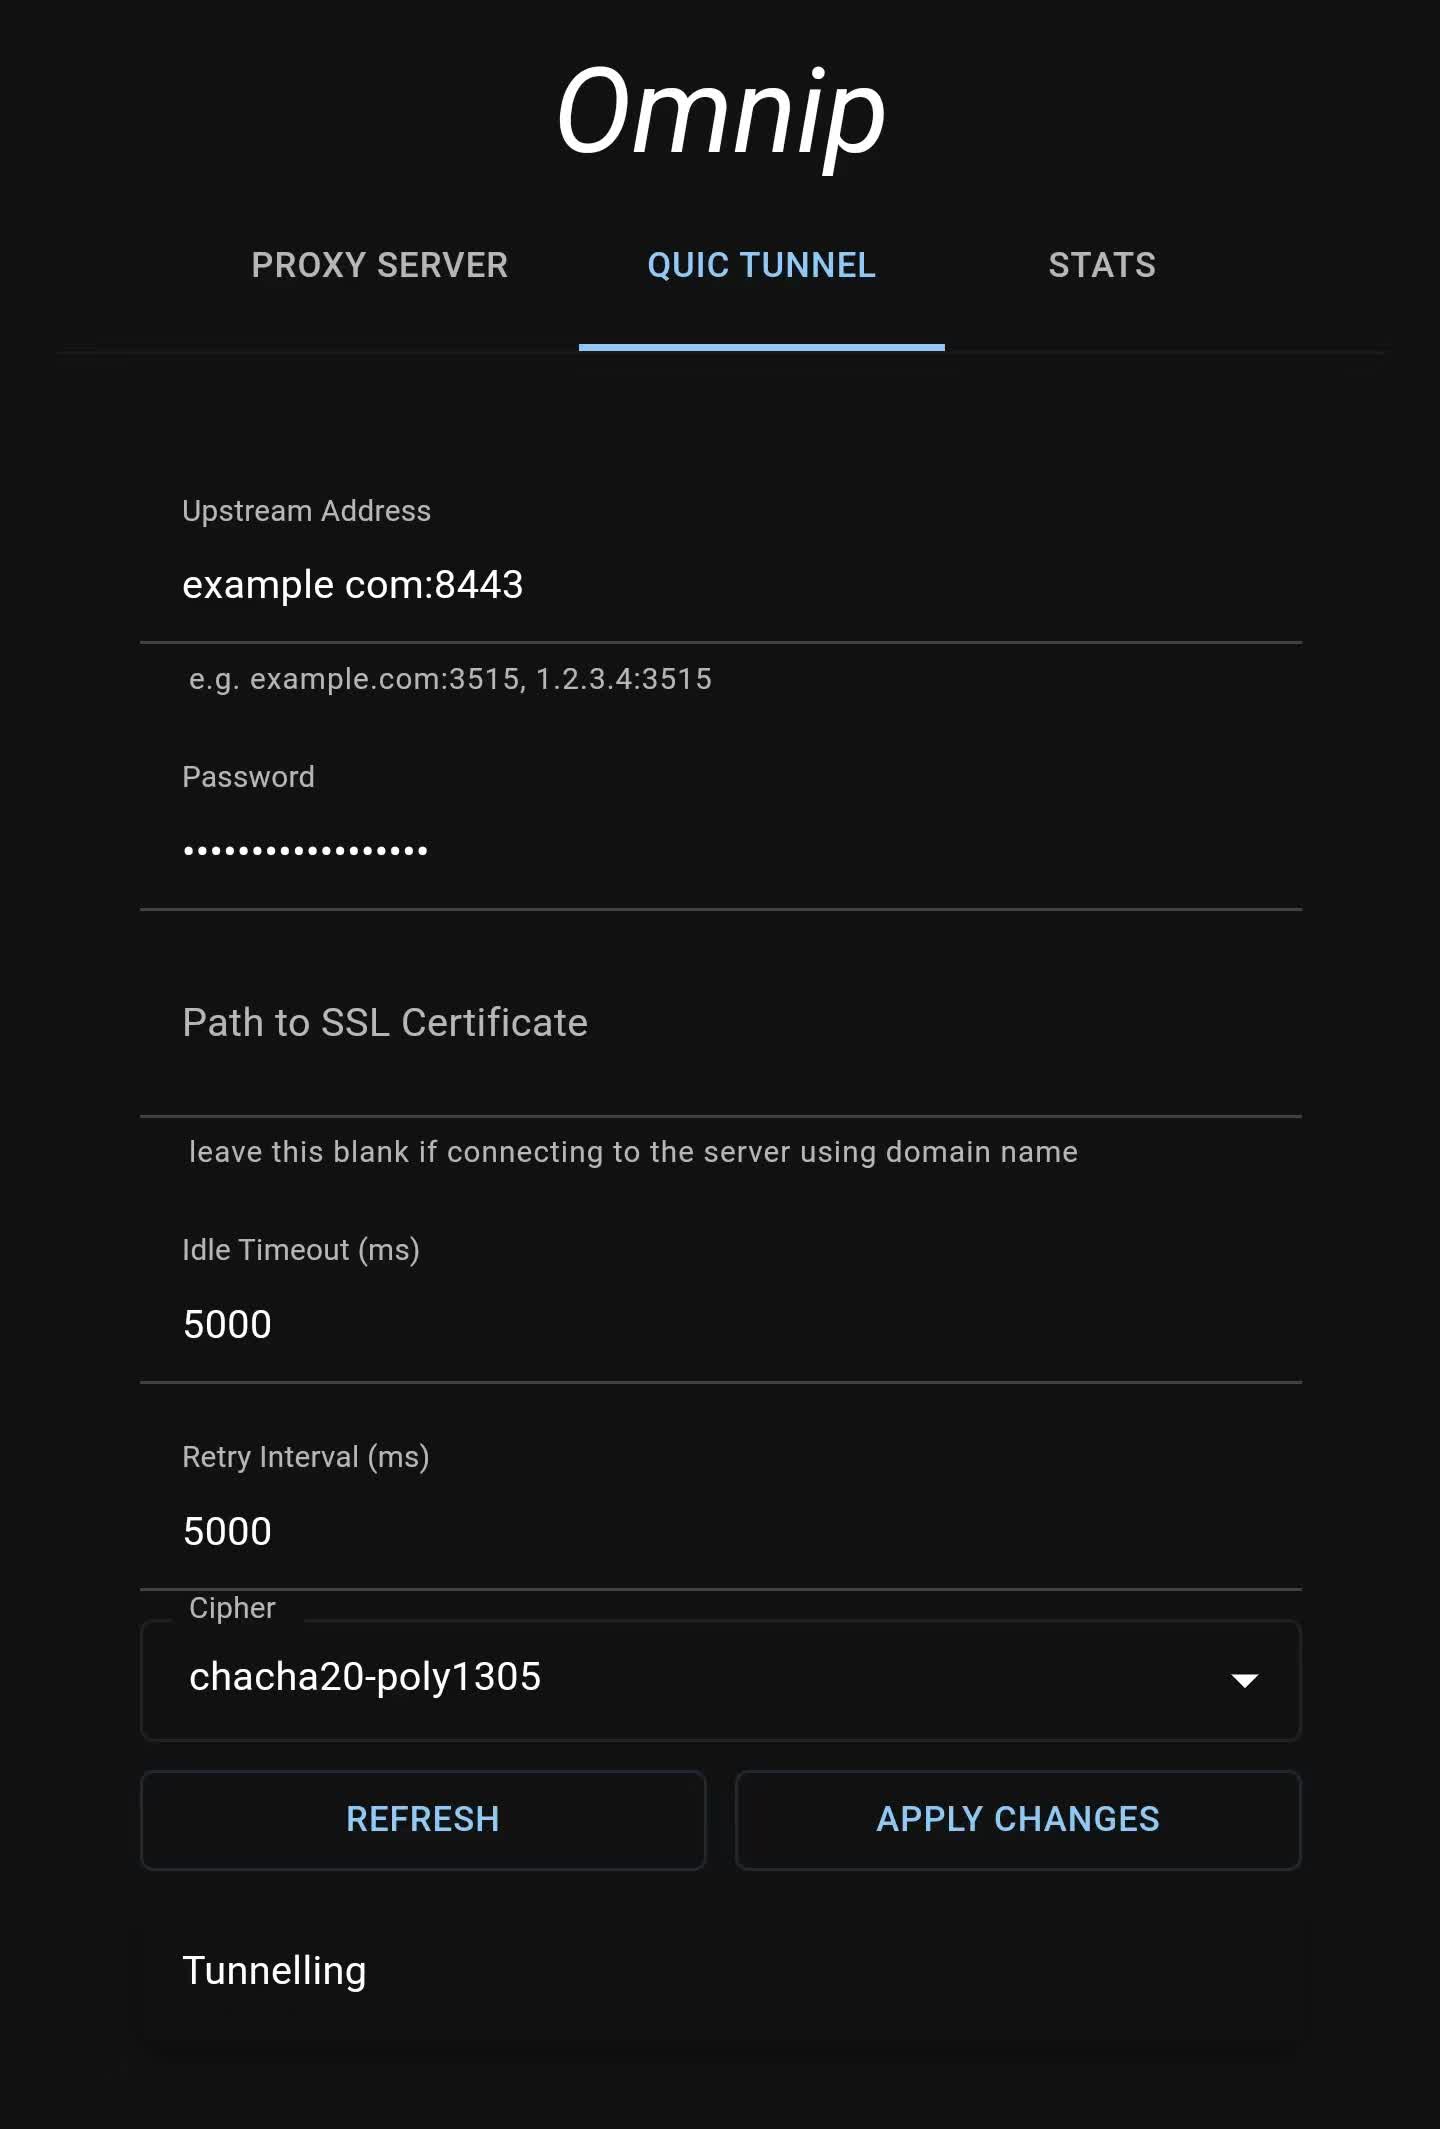 Omnip
PROXY SERVER QUIC TUNNEL STATS
Upstream Address
example com:8443
e.g. example.com:3515, 1.2.3.4:3515
Password
••••••••••••••••••
Path to SSL Certificate
leave this blank if connecting to the server using domain name
Idle Timeout (ms)
5000
Retry Interval (ms)
5000
Cipher
chacha20-poly1305
REFRESH APPLY CHANGES
Tunnelling